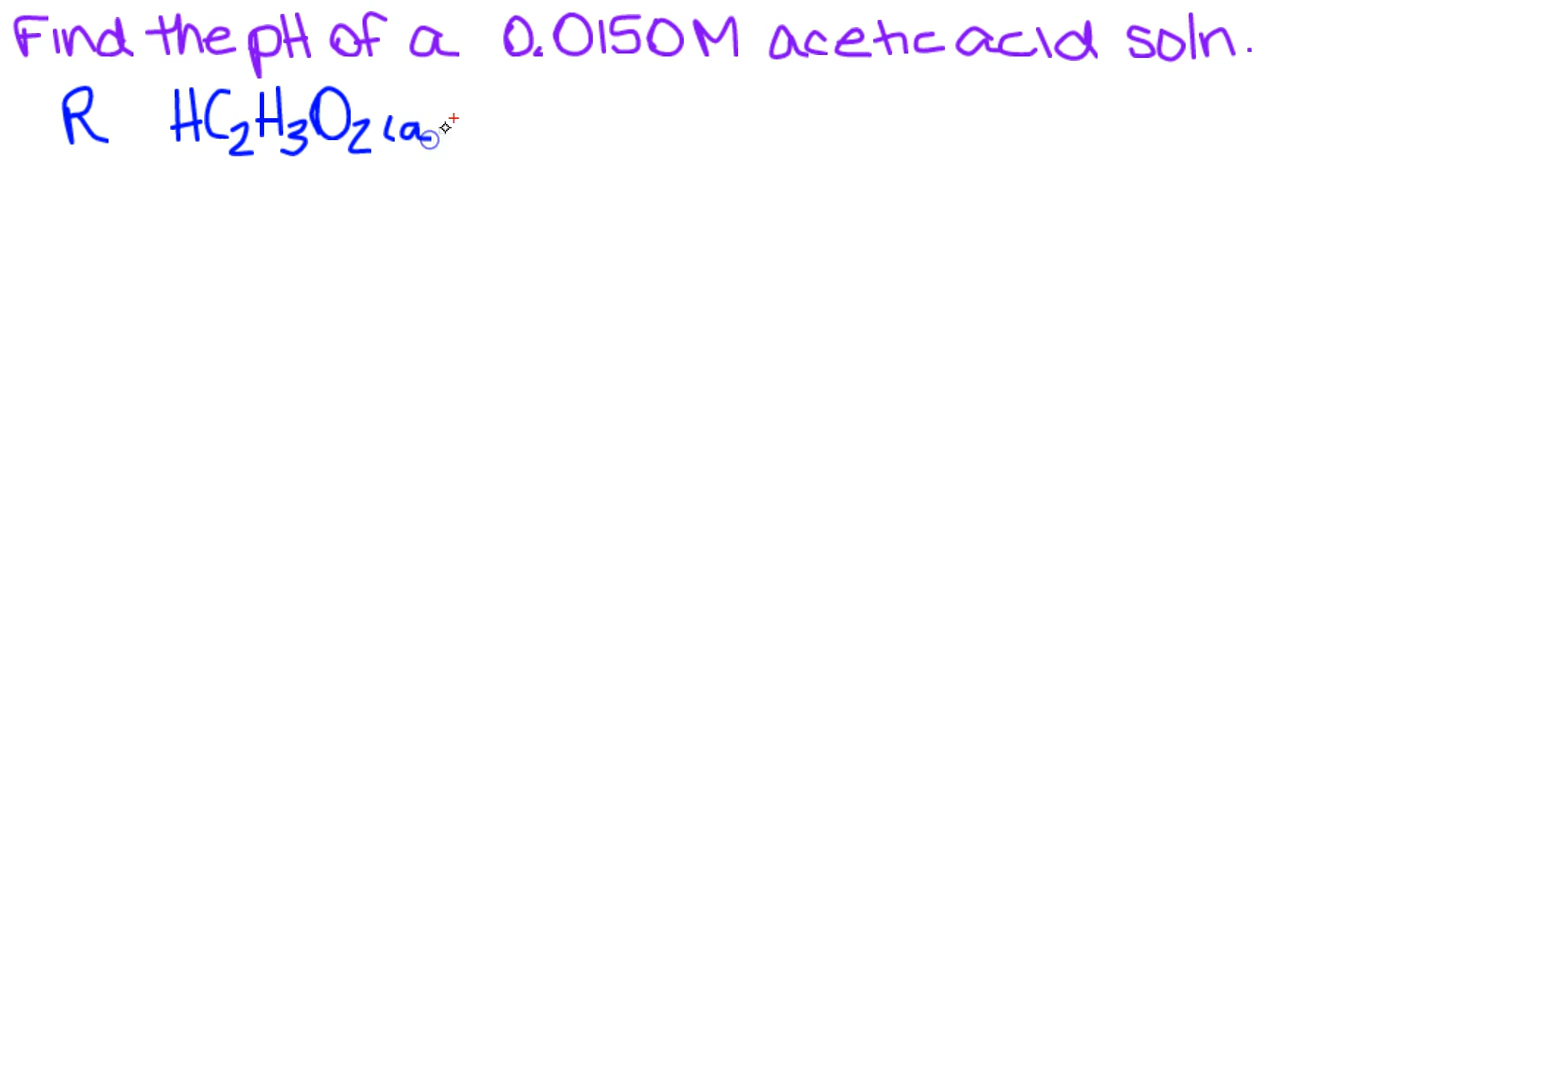 Find the pH of a 0.0150M acetic acid soln.
R HC₂H₃O₂(a